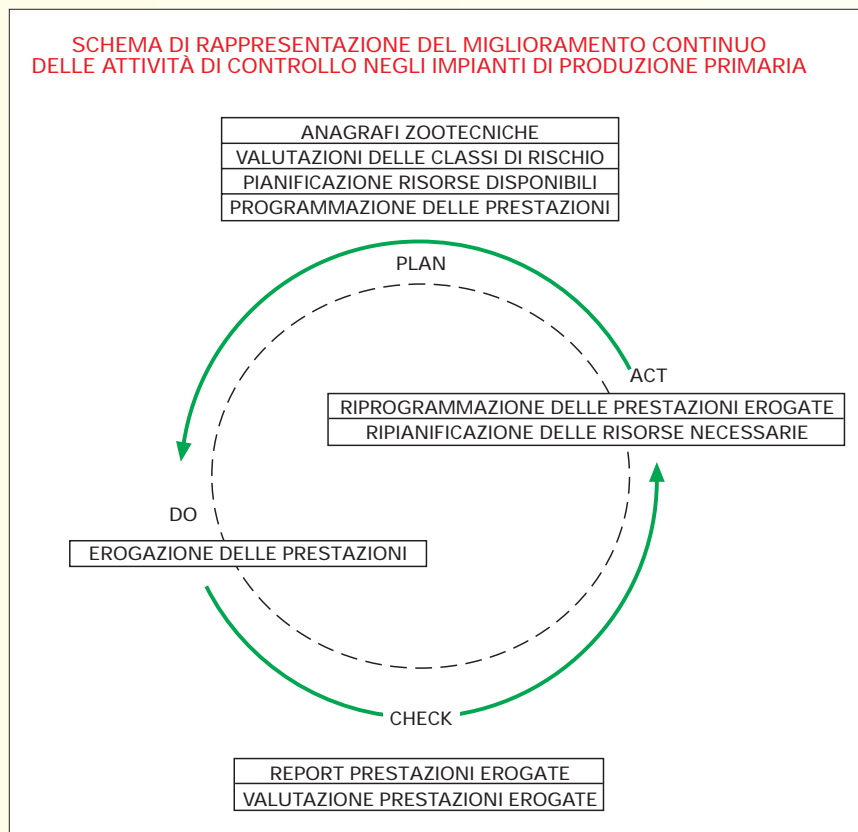 SCHEMA DI RAPPRESENTAZIONE DEL MIGLIORAMENTO CONTINUO
DELLE ATTIVITÀ DI CONTROLLO NEGLI IMPIANTI DI PRODUZIONE PRIMARIA
ANAGRAFI ZOOTECNICHE
VALUTAZIONI DELLE CLASSI DI RISCHIO
PIANIFICAZIONE RISORSE DISPONIBILI
PROGRAMMAZIONE DELLE PRESTAZIONI
PLAN
ACT
RIPROGRAMMAZIONE DELLE PRESTAZIONI EROGATE
RIPIANIFICAZIONE DELLE RISORSE NECESSARIE
DO
EROGAZIONE DELLE PRESTAZIONI
CHECK
REPORT PRESTAZIONI EROGATE
VALUTAZIONE PRESTAZIONI EROGATE